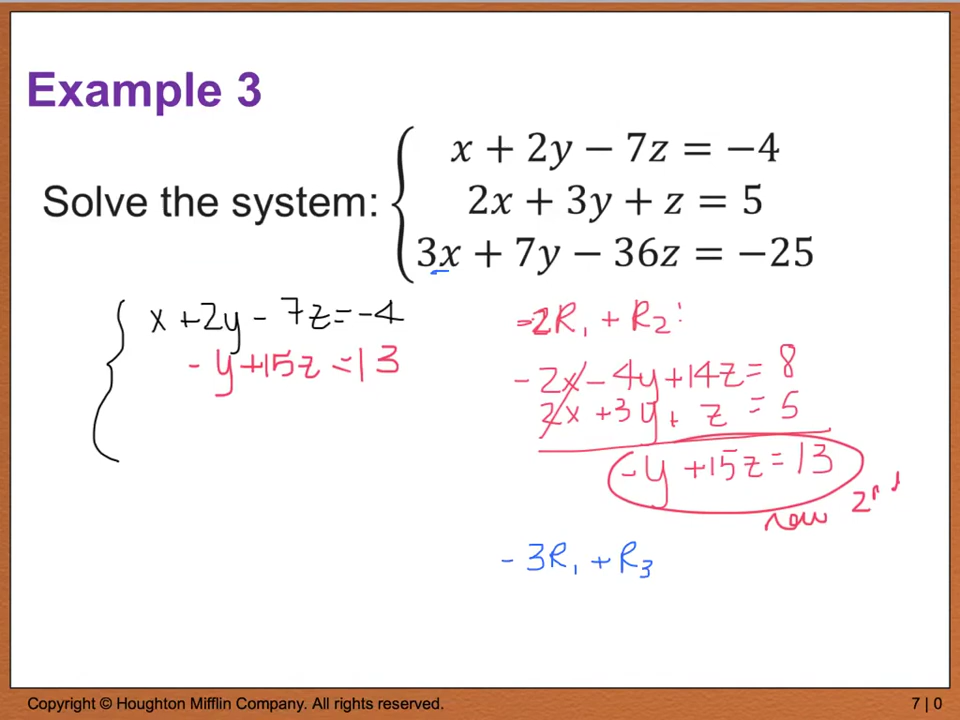 Example 3
Solve the system:
x + 2y − 7z = −4
2x + 3y + z = 5
3x + 7y − 36z = −25
x + 2y - 7z = -4
- y + 15z = 13
-2R₁ + R₂:
- 2x - 4y + 14z = 8
2x + 3y + z = 5
-y + 15z = 13
new 2nd
- 3R₁ + R₃
Copyright © Houghton Mifflin Company. All rights reserved.
7 | 0